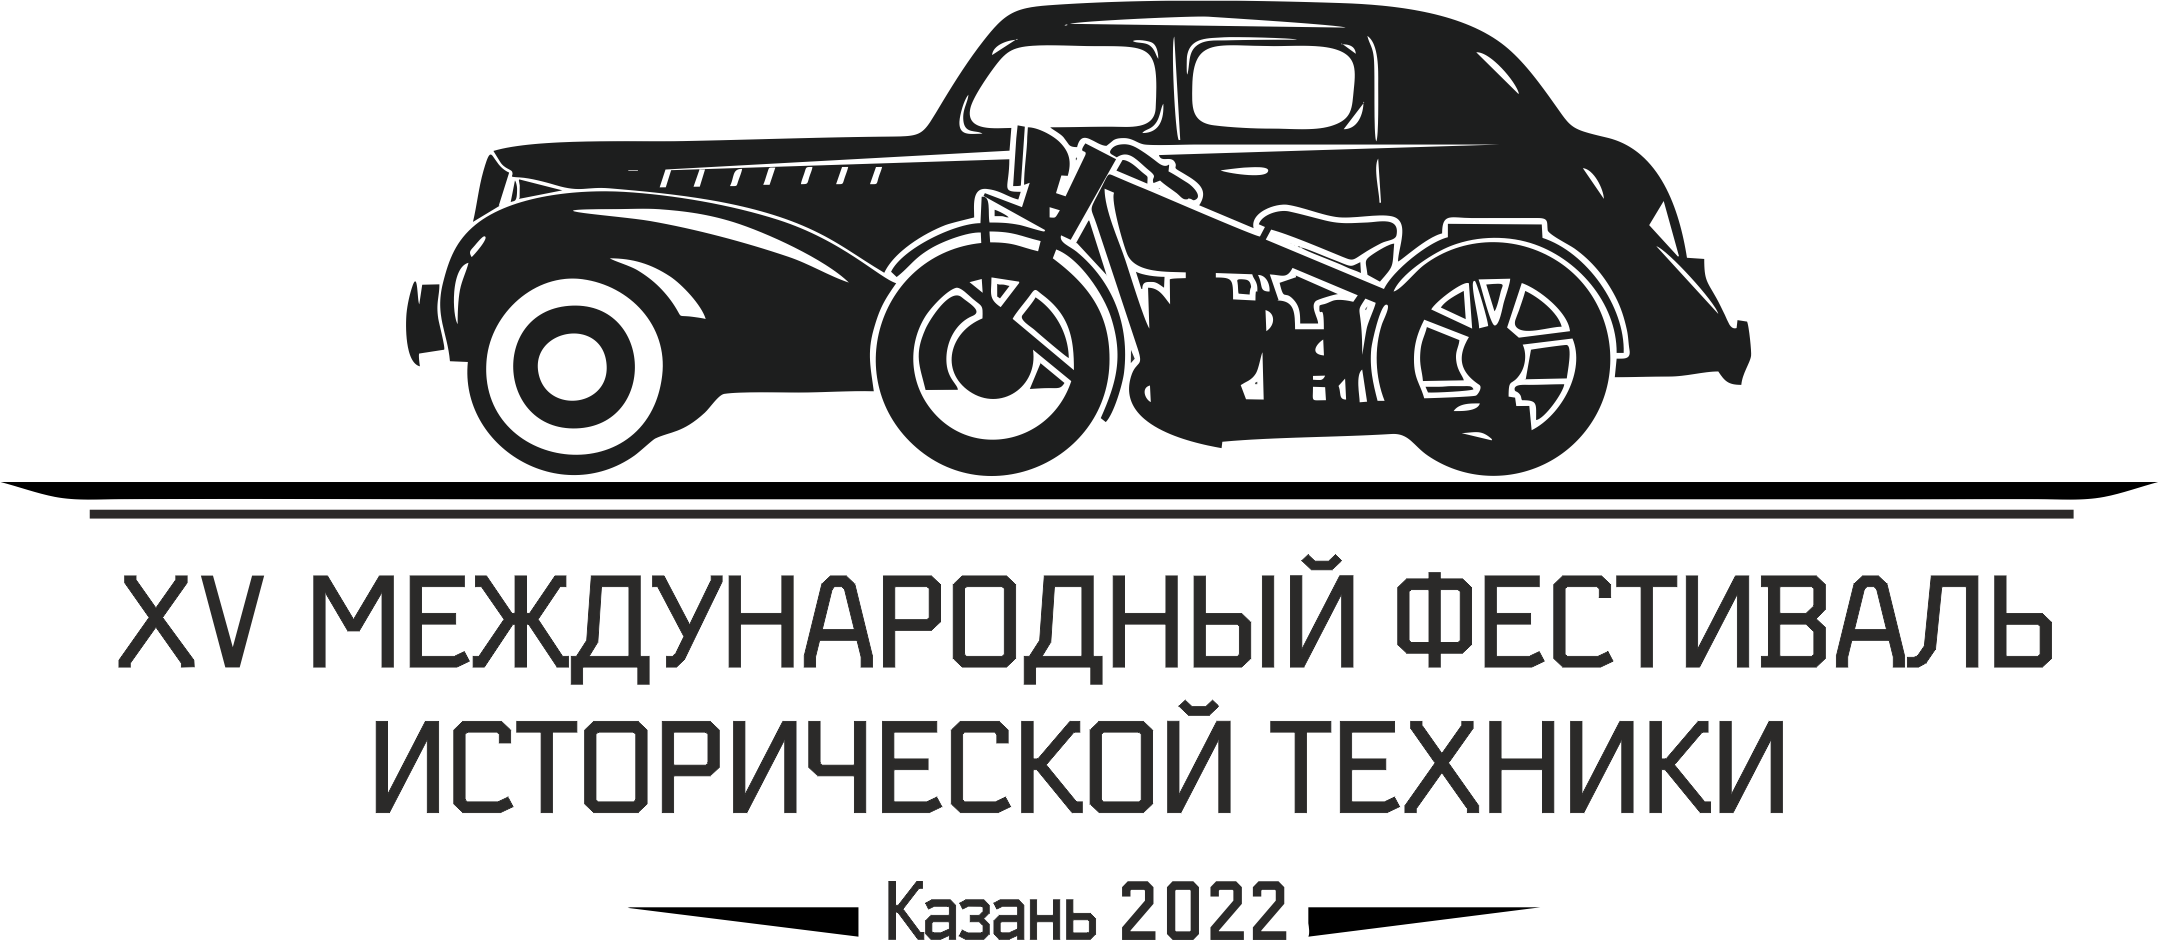 XV МЕЖДУНАРОДНЫЙ ФЕСТИВАЛЬ
ИСТОРИЧЕСКОЙ ТЕХНИКИ
Казань 2022